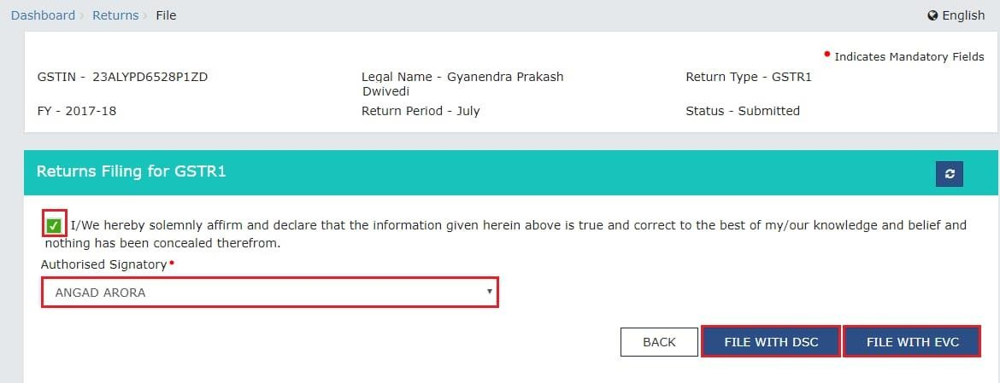 Dashboard › Returns › File
English
• Indicates Mandatory Fields
GSTIN - 23ALYPD6528P1ZD
Legal Name - Gyanendra Prakash
Dwivedi
Return Type - GSTR1
FY - 2017-18
Return Period - July
Status - Submitted
Returns Filing for GSTR1
I/We hereby solemnly affirm and declare that the information given herein above is true and correct to the best of my/our knowledge and belief and
nothing has been concealed therefrom.
Authorised Signatory•
ANGAD ARORA
BACK
FILE WITH DSC
FILE WITH EVC